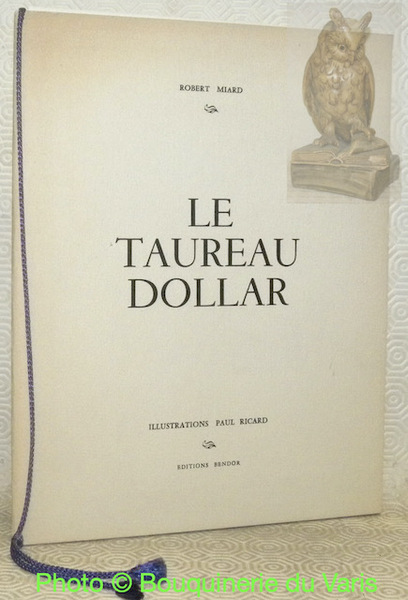 ROBERT MIARD
LE
TAUREAU
DOLLAR
ILLUSTRATIONS PAUL RICARD
EDITIONS BENDOR
Photo © Bouquinerie du Varis